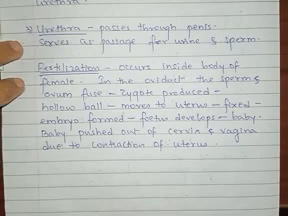 urethra.
3) Urethra - passes through penis.
Serves as passage for urine & sperm.
Fertilization - occurs inside body of
female. In the oviduct the sperm &
ovum fuse - Zygote produced -
hollow ball - moves to uterus - fixed -
embryo formed - foetus develops - baby.
Baby pushed out of cervix & vagina
due to contraction of uterus.